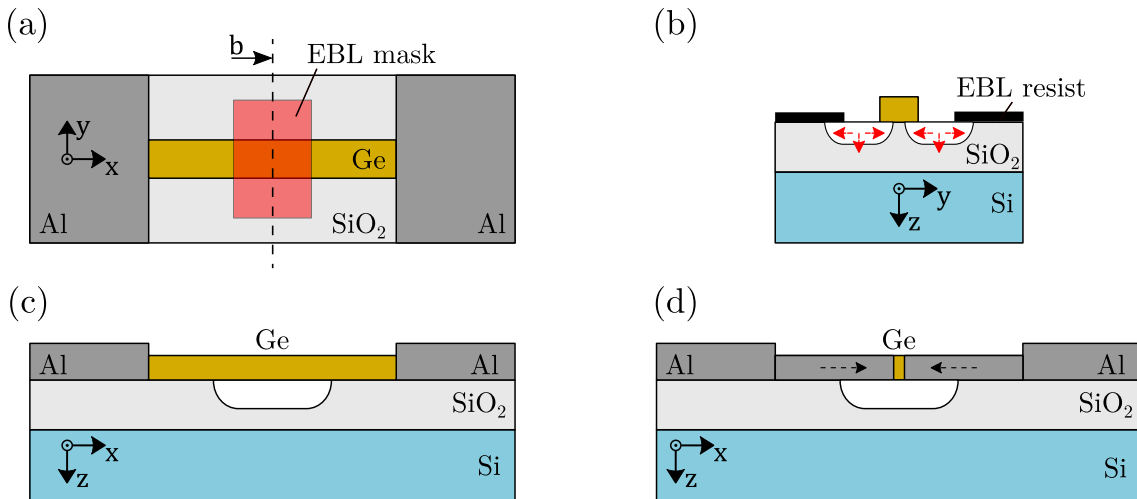 (a)
b
EBL mask
y
x
Ge
Al
SiO₂
Al
(b)
EBL resist
SiO₂
y
z
Si
(c)
Ge
Al
Al
SiO₂
x
z
Si
(d)
Ge
Al
Al
SiO₂
x
z
Si